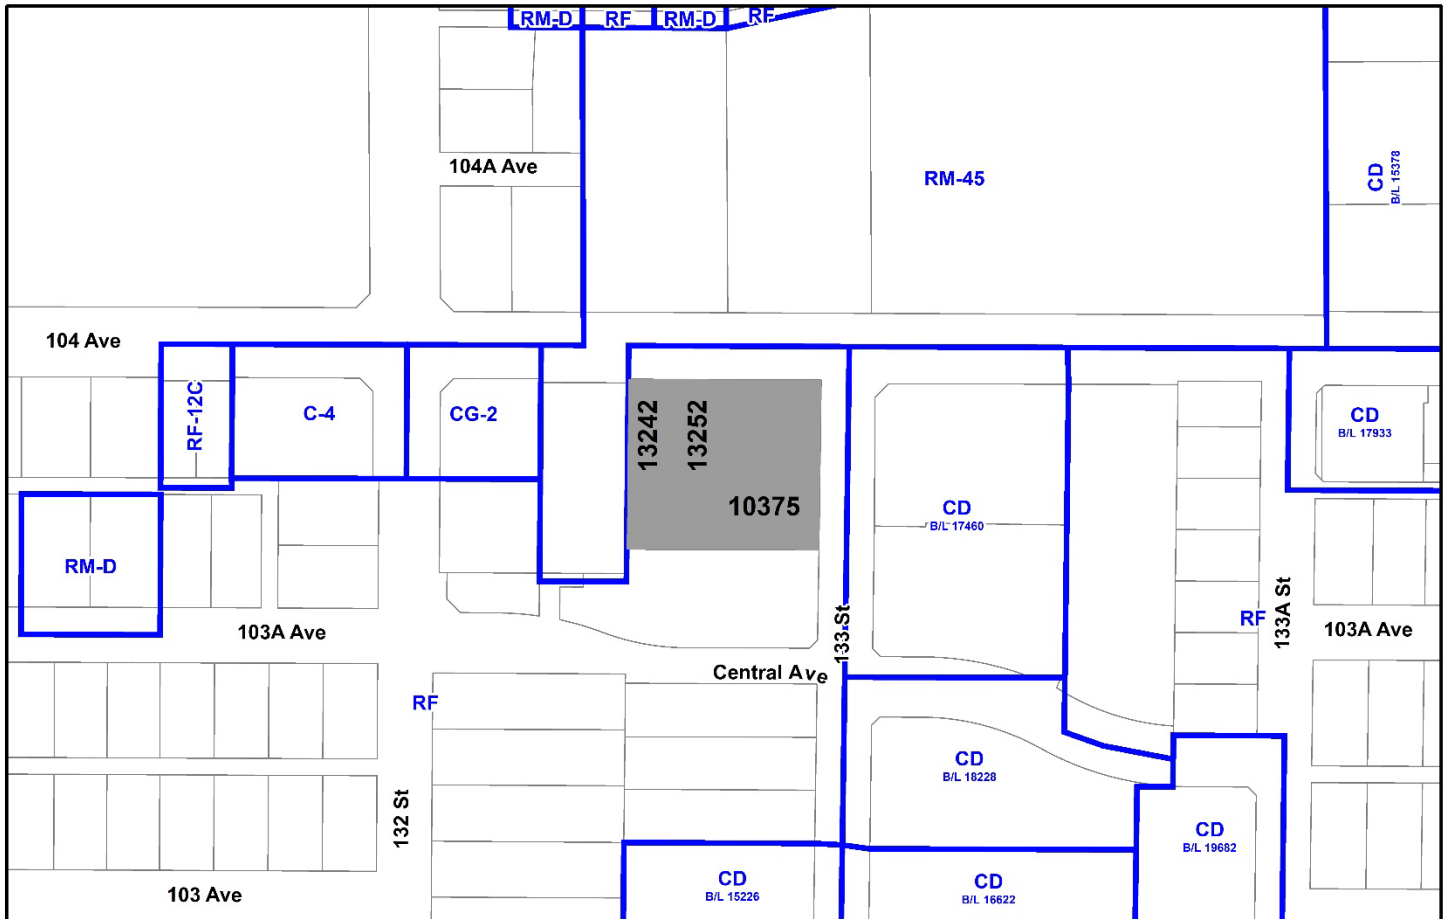 RM-D
RF
RM-D
RF
104A Ave
RM-45
CD
B/L 15378
104 Ave
RF-12C
C-4
CG-2
13242
13252
10375
CD
B/L 17933
CD
B/L 17460
RM-D
103A Ave
133 St
RF
133A St
103A Ave
Central Ave
RF
CD
B/L 18228
132 St
CD
B/L 19682
103 Ave
CD
B/L 15226
CD
B/L 16622